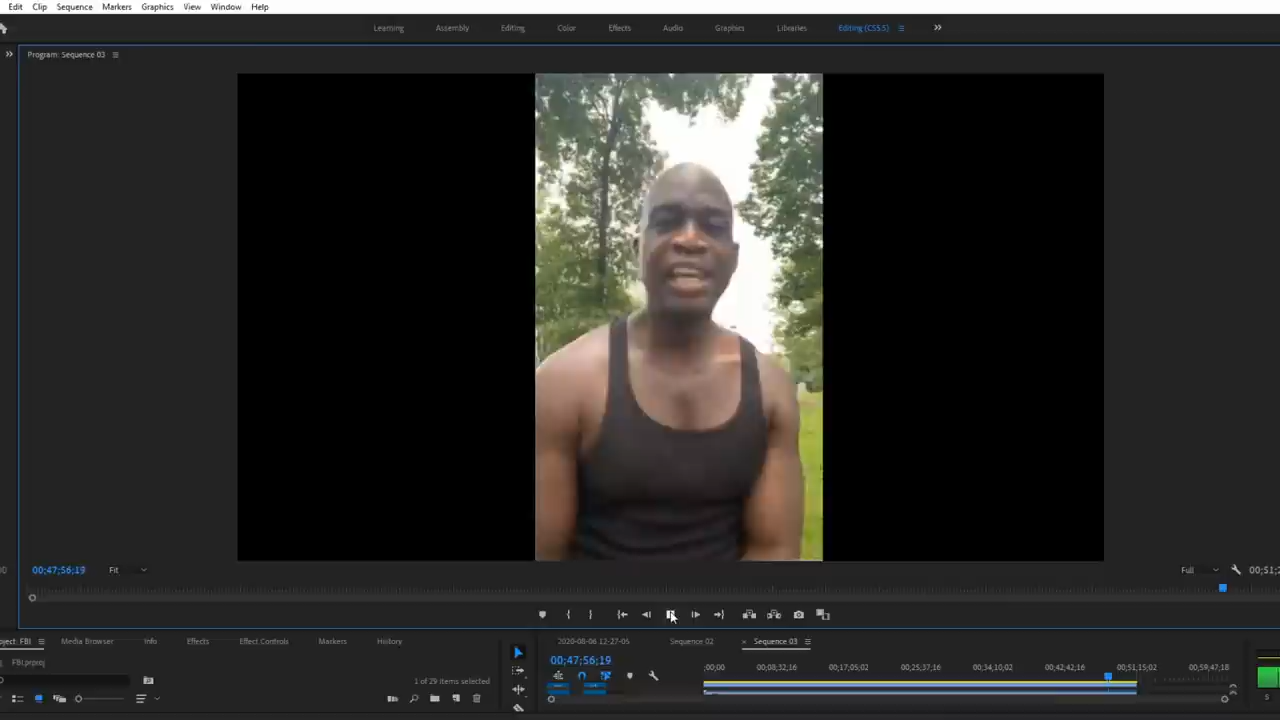 Edit Clip Sequence Markers Graphics View Window Help
Learning Assembly Editing Color Effects Audio Graphics Libraries Editing (CS5.5)
Program: Sequence 03
00;47;56;19 Fit Full
Media Browser Info Effects Effect Controls Markers History
FBI.prproj
1 of 29 items selected
2020-08-06 12-27-05 Sequence 02 × Sequence 03
00;47;56;19
;00;00 00;08;32;16 00;17;05;02 00;25;37;16 00;34;10;02 00;42;42;16 00;51;15;02 00;59;47;18
S